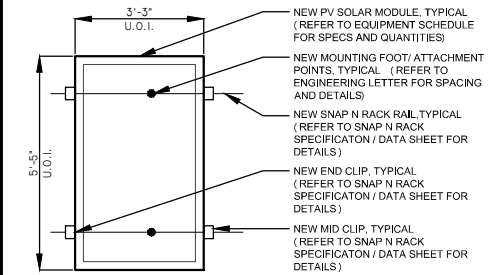 3'-3"
U.O.I.
5'-5"
U.O.I.
NEW PV SOLAR MODULE, TYPICAL
( REFER TO EQUIPMENT SCHEDULE
FOR SPECS AND QUANTITIES)
NEW MOUNTING FOOT/ ATTACHMENT
POINTS, TYPICAL ( REFER TO
ENGINEERING LETTER FOR SPACING
AND DETAILS)
NEW SNAP N RACK RAIL,TYPICAL
( REFER TO SNAP N RACK
SPECIFICATON / DATA SHEET FOR
DETAILS )
NEW END CLIP, TYPICAL
( REFER TO SNAP N RACK
SPECIFICATON / DATA SHEET FOR
DETAILS )
NEW MID CLIP, TYPICAL
( REFER TO SNAP N RACK
SPECIFICATON / DATA SHEET FOR
DETAILS )